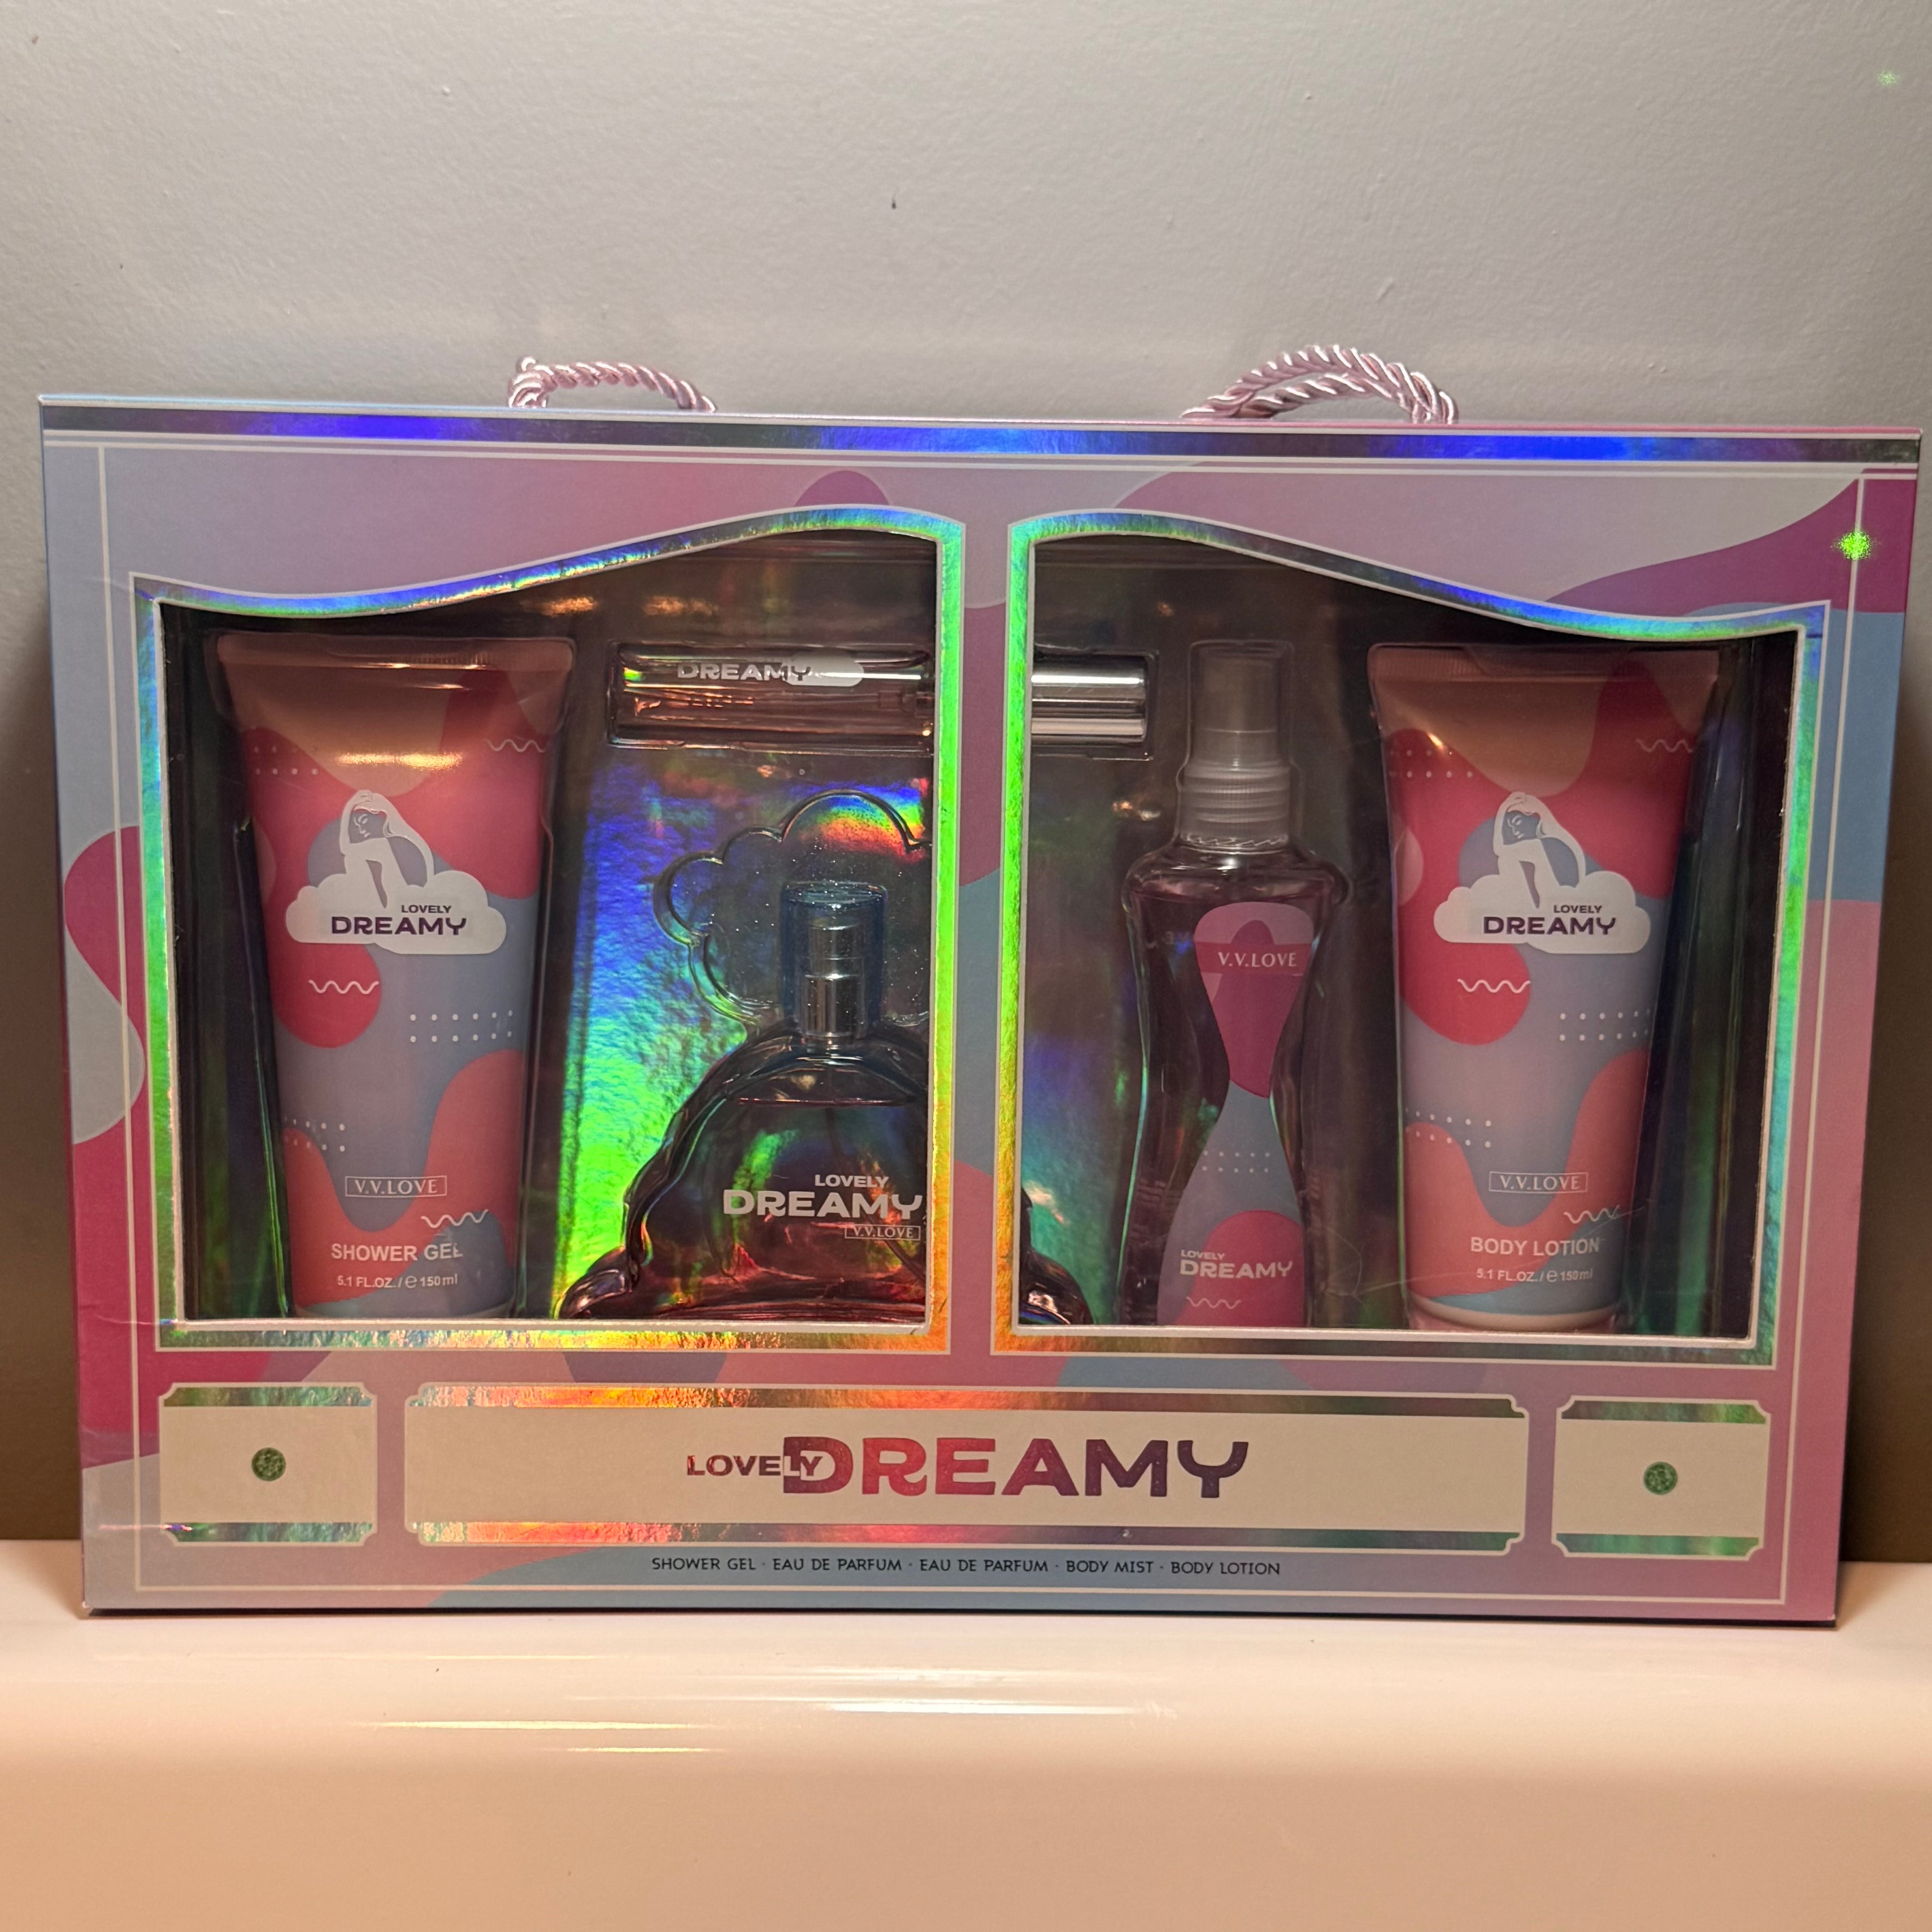 DREAMY
LOVELY
DREAMY
V.V.LOVE
SHOWER GEL
5.1 FL.OZ. / ℮ 150ml
LOVELY
DREAMY
V.V.LOVE
V.V.LOVE
LOVELY
DREAMY
LOVELY
DREAMY
V.V.LOVE
BODY LOTION
5.1 FL.OZ. / ℮ 150ml
LOVELY DREAMY
SHOWER GEL · EAU DE PARFUM · EAU DE PARFUM · BODY MIST · BODY LOTION